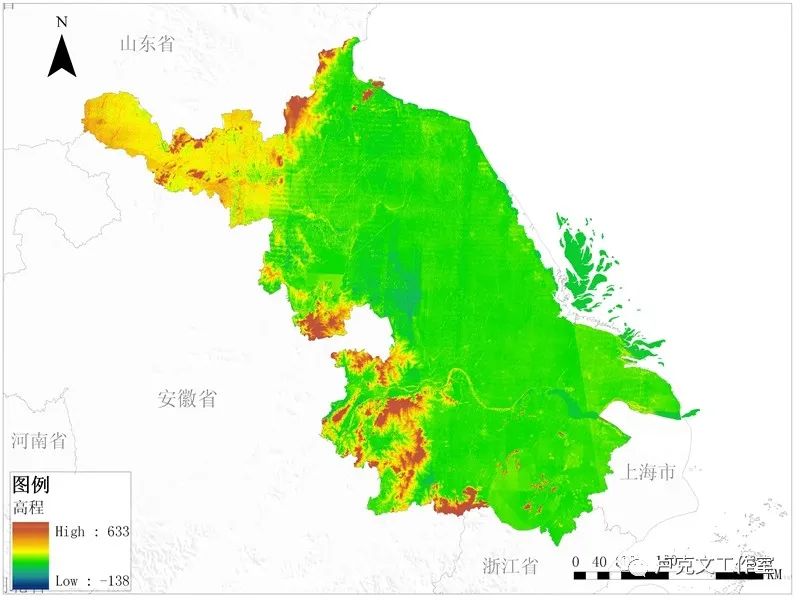 N
山东省
安徽省
河南省
上海市
图例
高程
High : 633
Low : -138
浙江省
0 40
卢克文工作室
KM